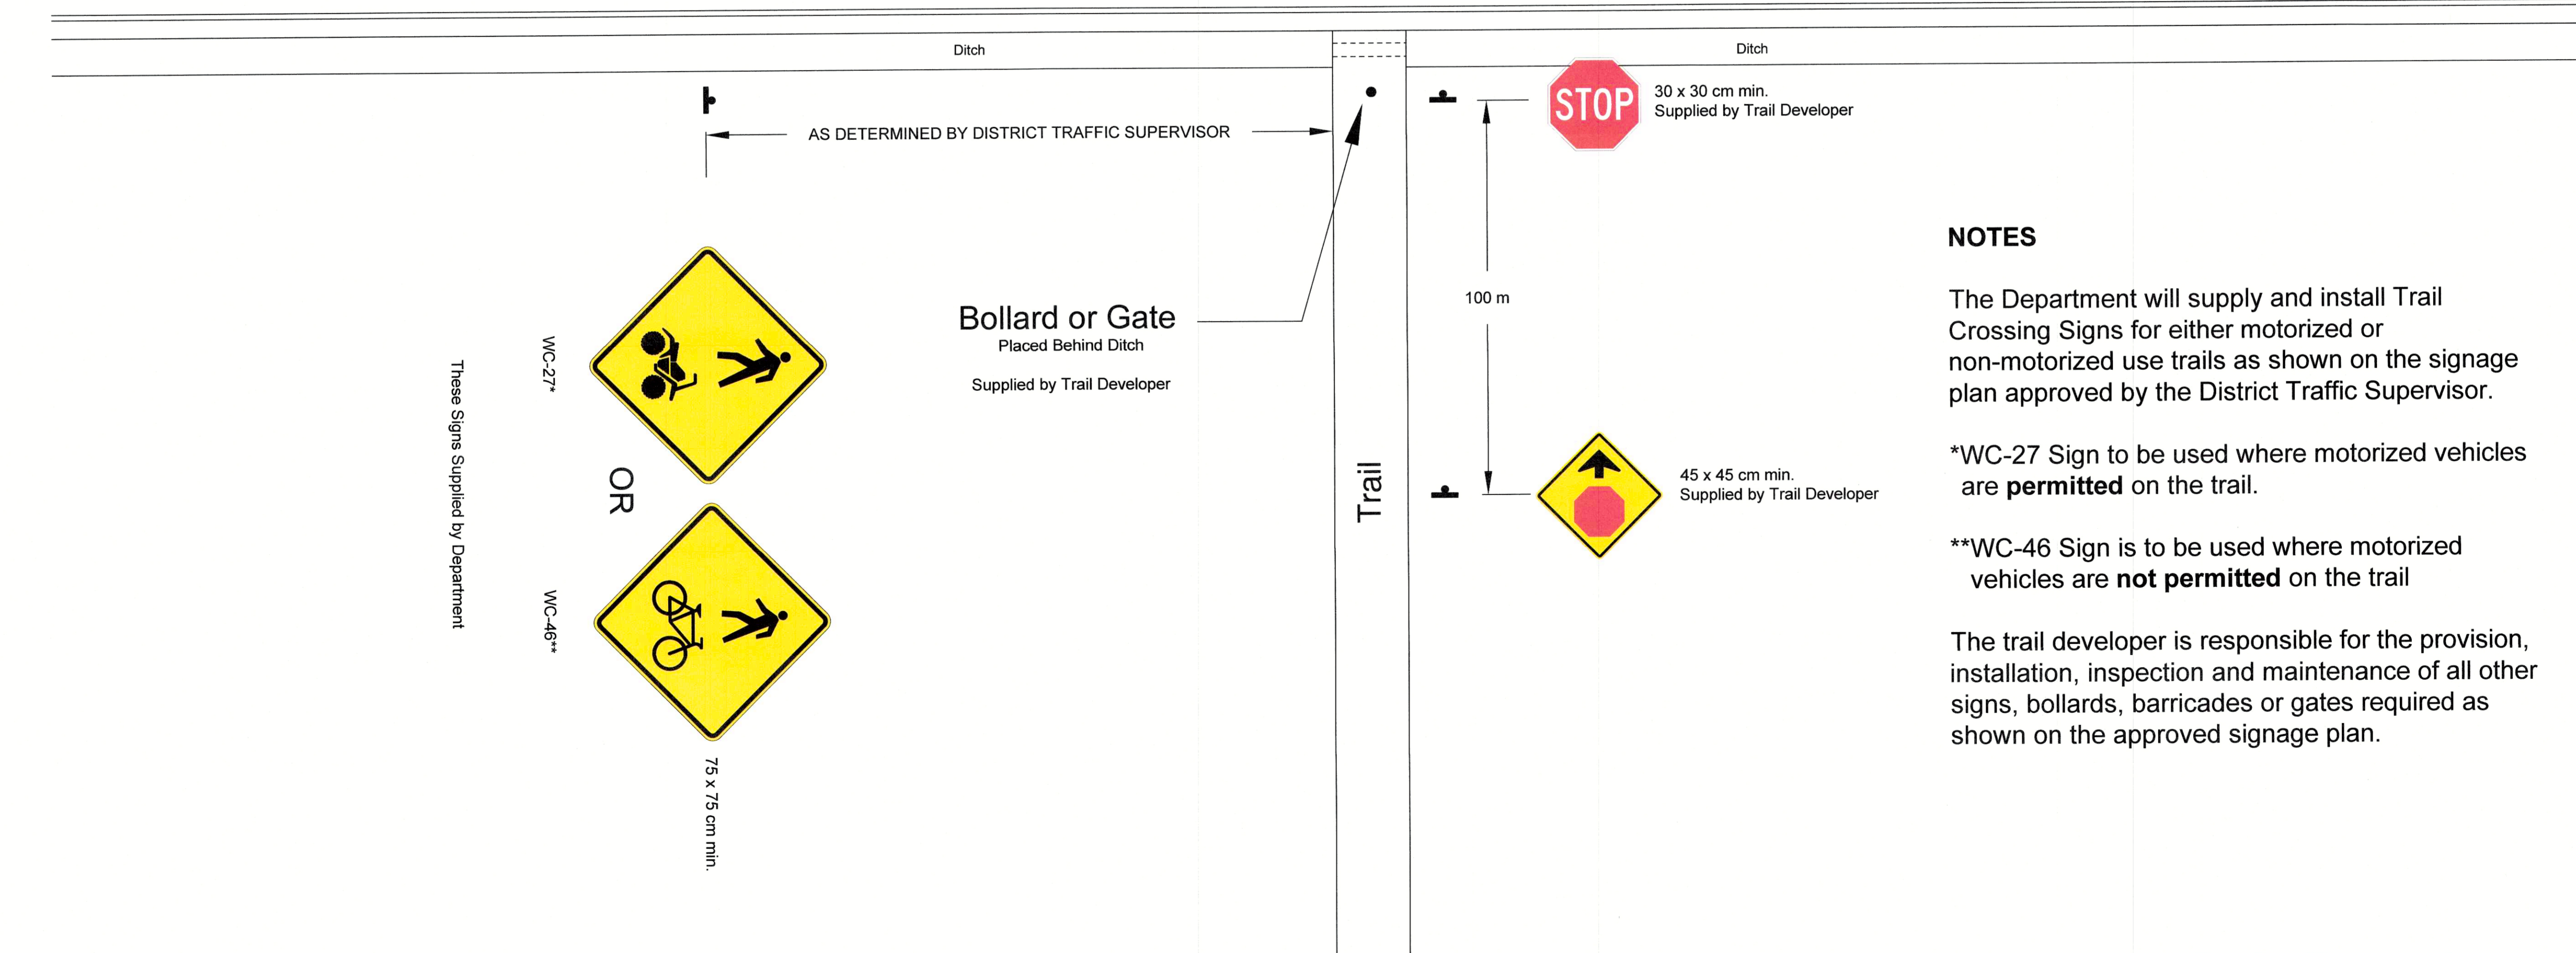 Ditch
Ditch
AS DETERMINED BY DISTRICT TRAFFIC SUPERVISOR
STOP
30 x 30 cm min.
Supplied by Trail Developer
Bollard or Gate
Placed Behind Ditch
Supplied by Trail Developer
100 m
Trail
45 x 45 cm min.
Supplied by Trail Developer
WC-27*
OR
WC-46**
These Signs Supplied by Department
75 x 75 cm min.
NOTES
The Department will supply and install Trail
Crossing Signs for either motorized or
non-motorized use trails as shown on the signage
plan approved by the District Traffic Supervisor.
*WC-27 Sign to be used where motorized vehicles
are permitted on the trail.
**WC-46 Sign is to be used where motorized
vehicles are not permitted on the trail
The trail developer is responsible for the provision,
installation, inspection and maintenance of all other
signs, bollards, barricades or gates required as
shown on the approved signage plan.